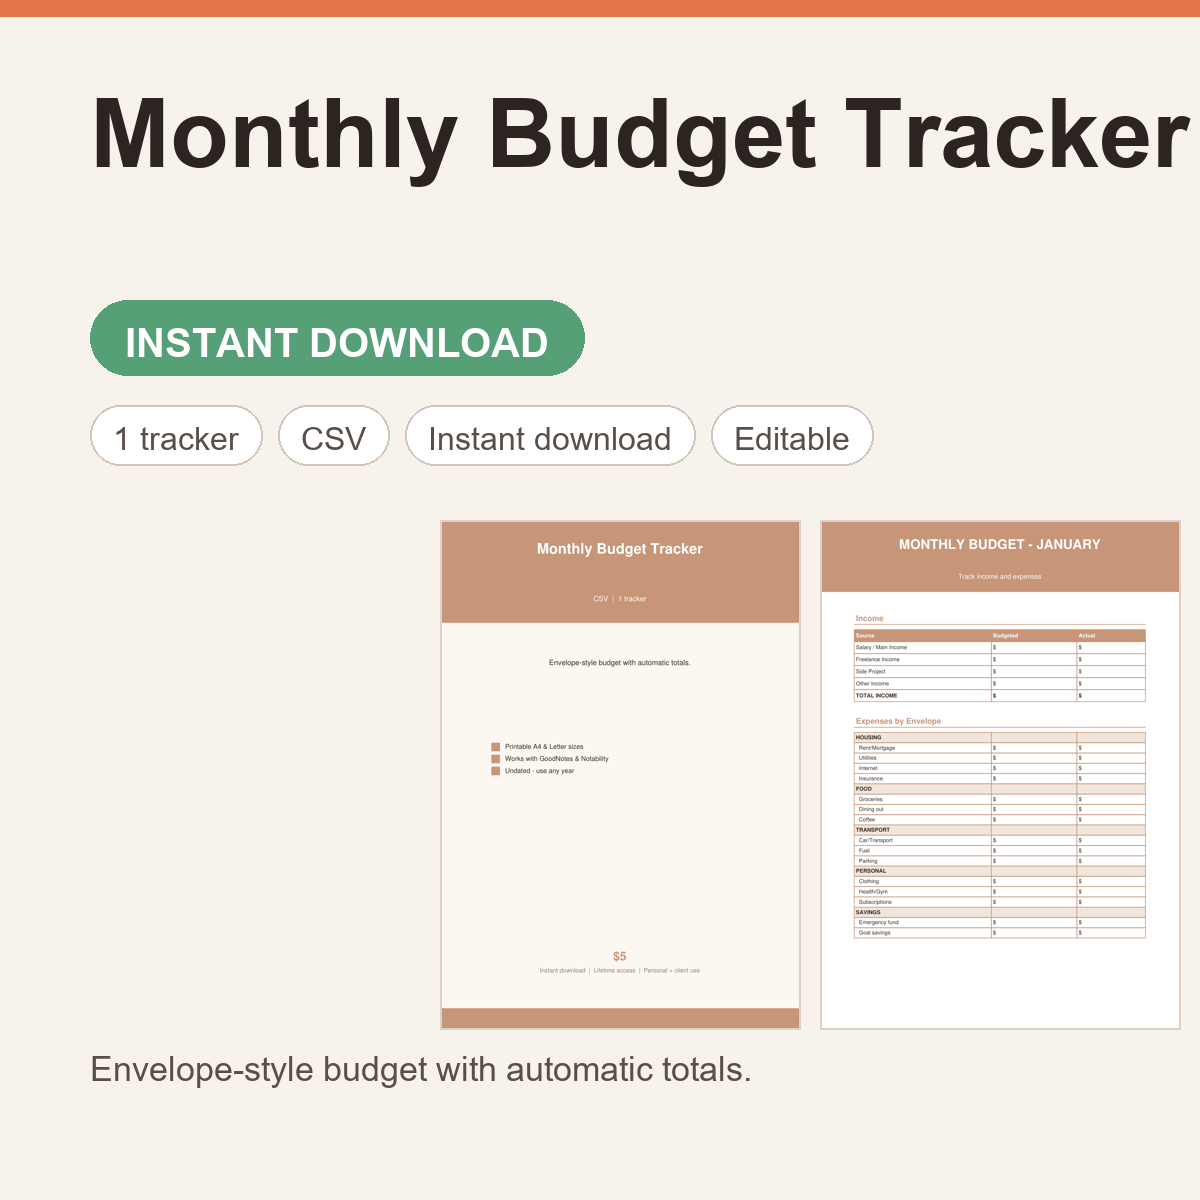 Monthly Budget Tracker
INSTANT DOWNLOAD
1 tracker
CSV
Instant download
Editable
Monthly Budget Tracker
CSV | 1 tracker
Envelope-style budget with automatic totals.
Printable A4 & Letter sizes
Works with GoodNotes & Notability
Undated - use any year
$5
Instant download | Lifetime access | Personal + client use
MONTHLY BUDGET - JANUARY
Track income and expenses
Income
Source Budgeted Actual
Salary / Main Income $ $
Freelance Income $ $
Side Project $ $
Other Income $ $
TOTAL INCOME $ $
Expenses by Envelope
HOUSING
Rent/Mortgage $ $
Utilities $ $
Internet $ $
Insurance $ $
FOOD
Groceries $ $
Dining out $ $
Coffee $ $
TRANSPORT
Car/Transport $ $
Fuel $ $
Parking $ $
PERSONAL
Clothing $ $
Health/Gym $ $
Subscriptions $ $
SAVINGS
Emergency fund $ $
Goal savings $ $
Envelope-style budget with automatic totals.